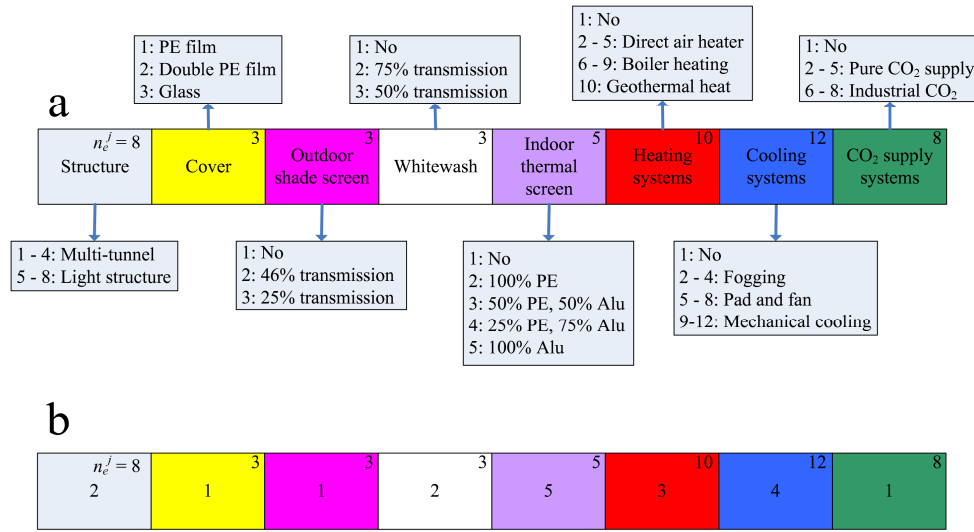 a
1: PE film
2: Double PE film
3: Glass
1: No
2: 75% transmission
3: 50% transmission
1: No
2 - 5: Direct air heater
6 - 9: Boiler heating
10: Geothermal heat
1: No
2 - 5: Pure CO₂ supply
6 - 8: Industrial CO₂
nₑʲ = 8
Structure
3
Cover
3
Outdoor
shade screen
3
Whitewash
5
Indoor
thermal
screen
10
Heating
systems
12
Cooling
systems
8
CO₂ supply
systems
1 - 4: Multi-tunnel
5 - 8: Light structure
1: No
2: 46% transmission
3: 25% transmission
1: No
2: 100% PE
3: 50% PE, 50% Alu
4: 25% PE, 75% Alu
5: 100% Alu
1: No
2 - 4: Fogging
5 - 8: Pad and fan
9-12: Mechanical cooling
b
nₑʲ = 8
2
3
1
3
1
3
2
5
5
10
3
12
4
8
1